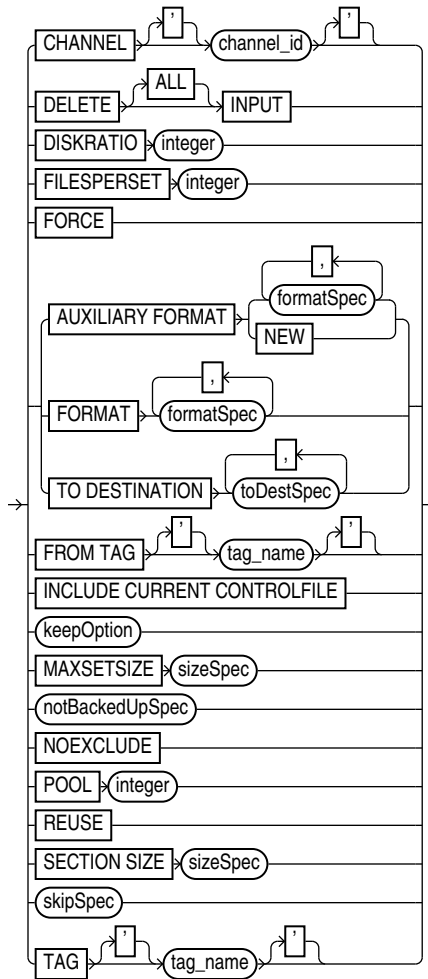 CHANNEL ' channel_id '
DELETE ALL INPUT
DISKRATIO integer
FILESPERSET integer
FORCE
AUXILIARY FORMAT , formatSpec
NEW
FORMAT , formatSpec
TO DESTINATION , toDestSpec
FROM TAG ' tag_name '
INCLUDE CURRENT CONTROLFILE
keepOption
MAXSETSIZE sizeSpec
notBackedUpSpec
NOEXCLUDE
POOL integer
REUSE
SECTION SIZE sizeSpec
skipSpec
TAG ' tag_name '